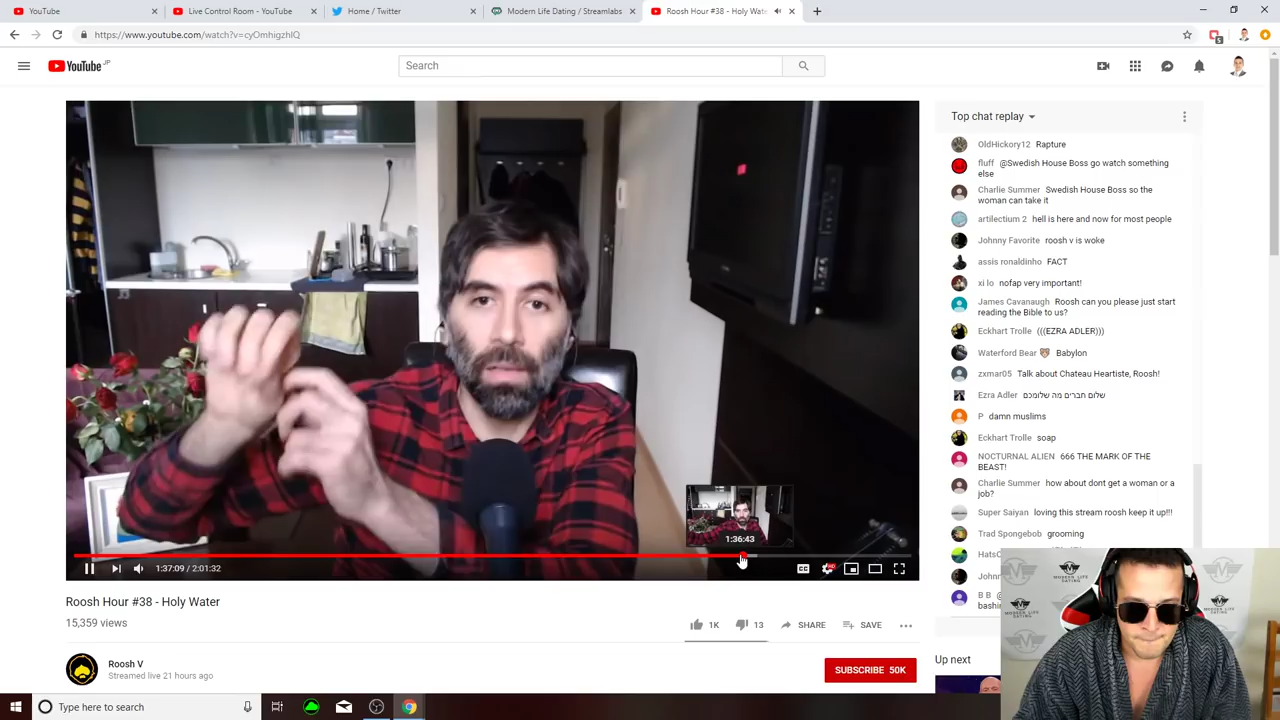 YouTube
Live Control Room - YouTube
Home / Twitter
Modern Life Dating / Streamlabs
Roosh Hour #38 - Holy Wat
https://www.youtube.com/watch?v=cyOmhigzhlQ
5
YouTube JP
Search
Top chat replay
OldHickory12 Rapture
fluff @Swedish House Boss go watch something
else
Charlie Summer Swedish House Boss so the
woman can take it
artilectium 2 hell is here and now for most people
Johnny Favorite roosh v is woke
assis ronaldinho FACT
xi lo nofap very important!
James Cavanaugh Roosh can you please just start
reading the Bible to us?
Eckhart Trolle (((EZRA ADLER)))
Waterford Bear 🐻 Babylon
zxmar05 Talk about Chateau Heartiste, Roosh!
Ezra Adler שלום חברים מה שלומכם
P damn muslims
Eckhart Trolle soap
NOCTURNAL ALIEN 666 THE MARK OF THE
BEAST!
Charlie Summer how about dont get a woman or a
job?
Super Saiyan loving this stream roosh keep it up!!!
Trad Spongebob grooming
HatsO
Johnn
B B @
bashi
1:36:43
1:37:09 / 2:01:32
Roosh Hour #38 - Holy Water
15,359 views
1K
13
SHARE
SAVE
Roosh V
Streamed live 21 hours ago
SUBSCRIBE 50K
Up next
MODERN LIFE
DATING
Type here to search